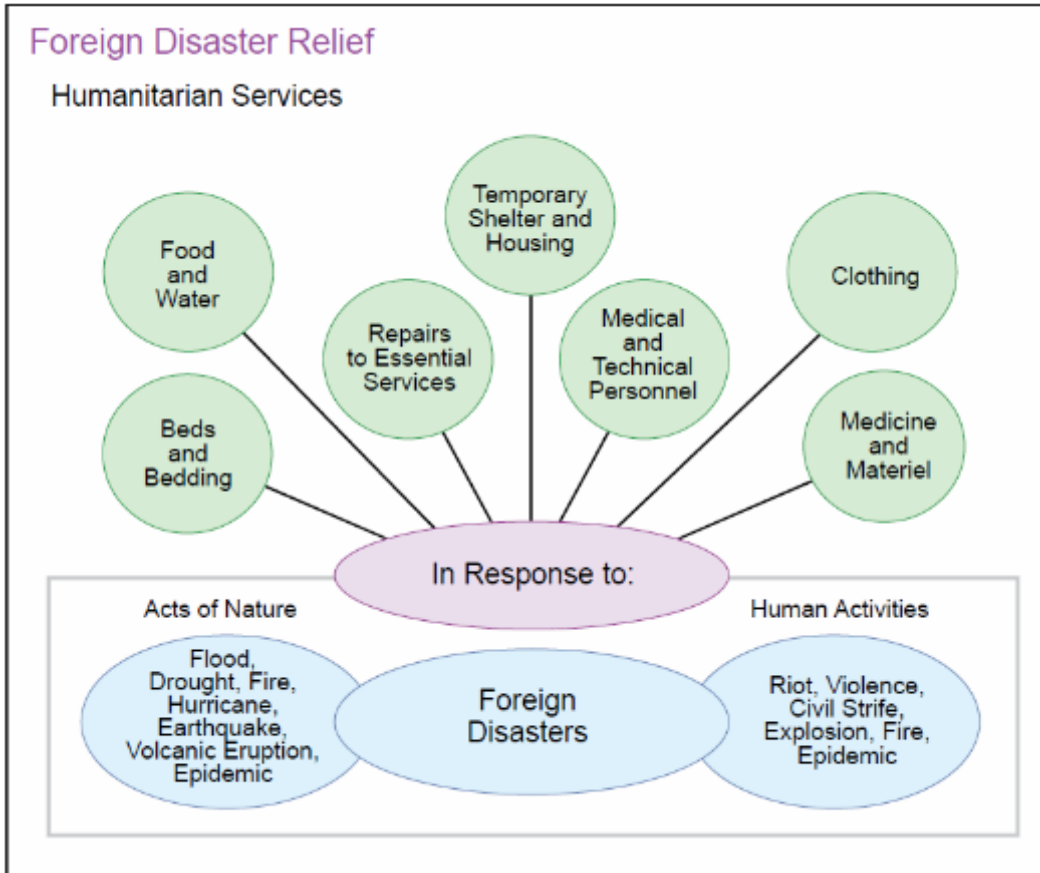 Foreign Disaster Relief
Humanitarian Services
Temporary
Shelter and
Housing
Food
and
Water
Clothing
Repairs
to Essential
Services
Medical
and
Technical
Personnel
Beds
and
Bedding
Medicine
and
Materiel
In Response to:
Acts of Nature
Human Activities
Flood,
Drought, Fire,
Hurricane,
Earthquake,
Volcanic Eruption,
Epidemic
Foreign
Disasters
Riot, Violence,
Civil Strife,
Explosion, Fire,
Epidemic